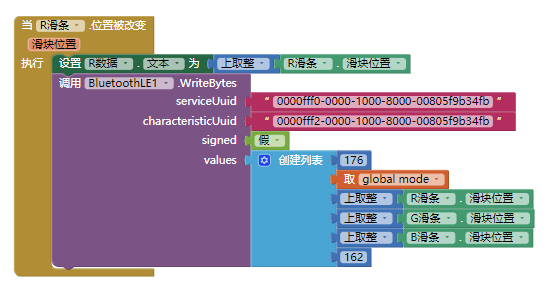 当 R滑条 .位置被改变
滑块位置
执行 设置 R数据 . 文本 为 上取整 R滑条 . 滑块位置
调用 BluetoothLE1 .WriteBytes
serviceUuid “ 0000fff0-0000-1000-8000-00805f9b34fb ”
characteristicUuid “ 0000fff2-0000-1000-8000-00805f9b34fb ”
signed 假
values 创建列表 176
取 global mode
上取整 R滑条 . 滑块位置
上取整 G滑条 . 滑块位置
上取整 B滑条 . 滑块位置
162